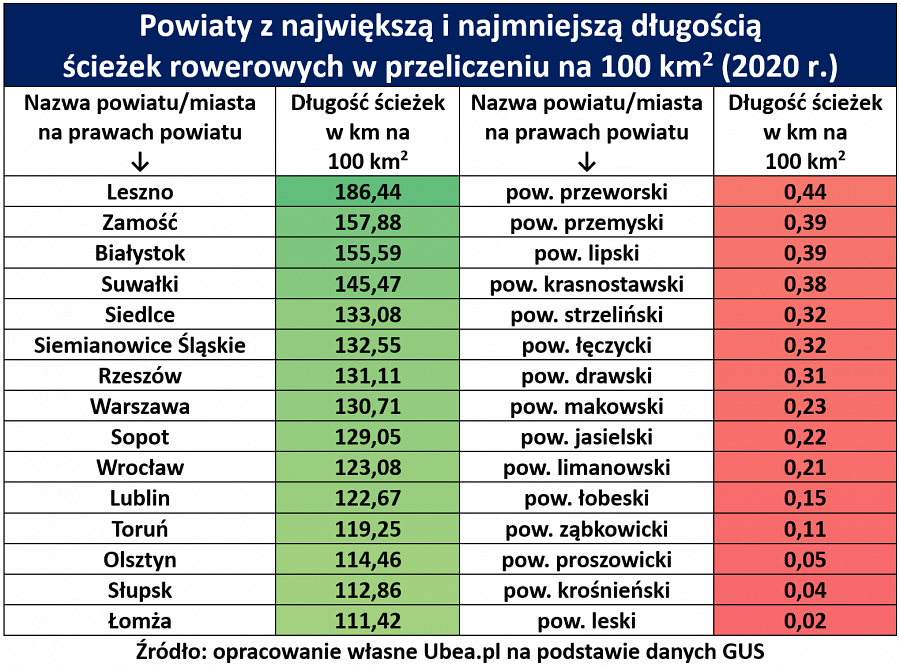 Powiaty z największą i najmniejszą długością
ścieżek rowerowych w przeliczeniu na 100 km² (2020 r.)
Nazwa powiatu/miasta na prawach powiatu ↓ Długość ścieżek w km na 100 km² Nazwa powiatu/miasta na prawach powiatu ↓ Długość ścieżek w km na 100 km²
Leszno 186,44 pow. przeworski 0,44
Zamość 157,88 pow. przemyski 0,39
Białystok 155,59 pow. lipski 0,39
Suwałki 145,47 pow. krasnostawski 0,38
Siedlce 133,08 pow. strzeliński 0,32
Siemianowice Śląskie 132,55 pow. łęczycki 0,32
Rzeszów 131,11 pow. drawski 0,31
Warszawa 130,71 pow. makowski 0,23
Sopot 129,05 pow. jasielski 0,22
Wrocław 123,08 pow. limanowski 0,21
Lublin 122,67 pow. łobeski 0,15
Toruń 119,25 pow. ząbkowicki 0,11
Olsztyn 114,46 pow. proszowicki 0,05
Słupsk 112,86 pow. krośnieński 0,04
Łomża 111,42 pow. leski 0,02
Źródło: opracowanie własne Ubea.pl na podstawie danych GUS